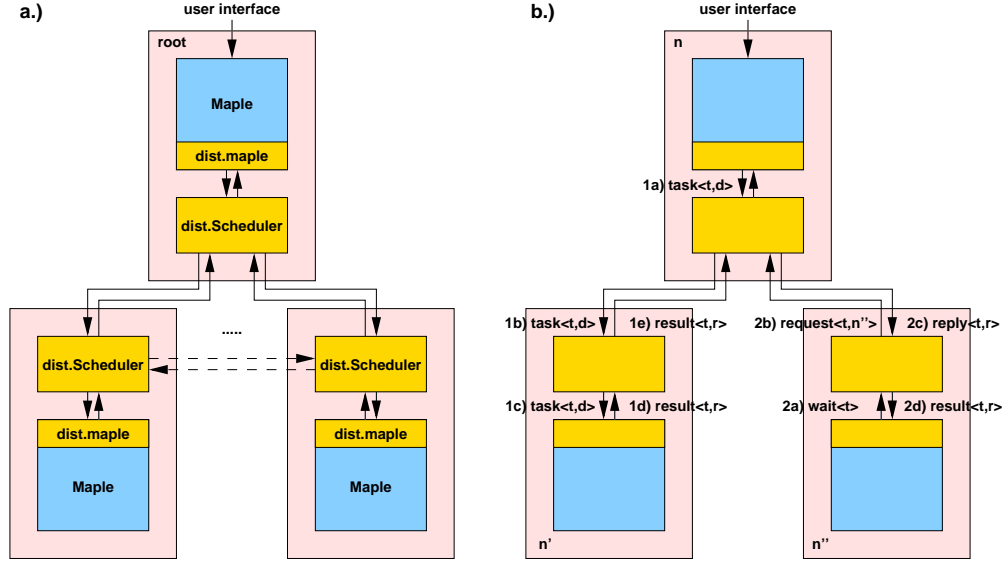 a.)
user interface
root
Maple
dist.maple
dist.Scheduler
.....
dist.Scheduler
dist.Scheduler
dist.maple
dist.maple
Maple
Maple
b.)
user interface
n
1a) task<t,d>
1b) task<t,d>
1e) result<t,r>
2b) request<t,n''>
2c) reply<t,r>
1c) task<t,d>
1d) result<t,r>
2a) wait<t>
2d) result<t,r>
n'
n''